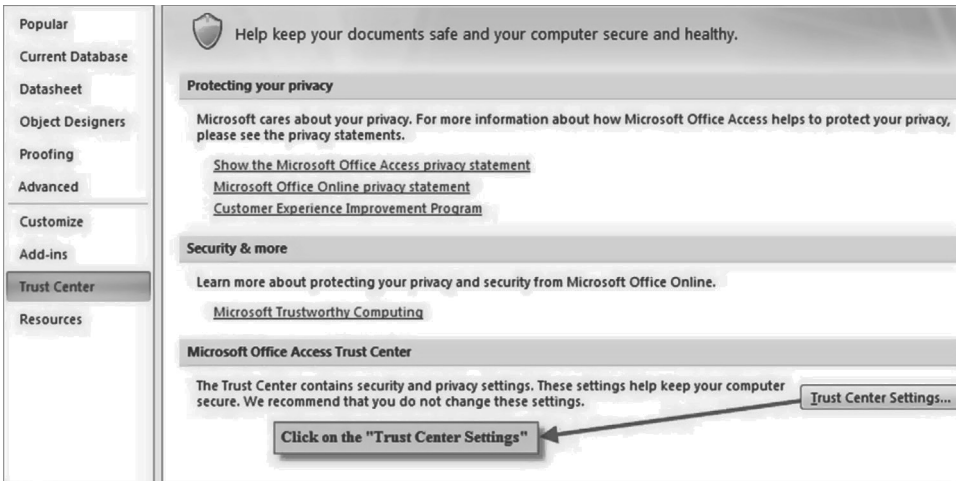 Popular
Current Database
Datasheet
Object Designers
Proofing
Advanced
Customize
Add-ins
Trust Center
Resources
Help keep your documents safe and your computer secure and healthy.
Protecting your privacy
Microsoft cares about your privacy. For more information about how Microsoft Office Access helps to protect your privacy,
please see the privacy statements.
Show the Microsoft Office Access privacy statement
Microsoft Office Online privacy statement
Customer Experience Improvement Program
Security & more
Learn more about protecting your privacy and security from Microsoft Office Online.
Microsoft Trustworthy Computing
Microsoft Office Access Trust Center
The Trust Center contains security and privacy settings. These settings help keep your computer
secure. We recommend that you do not change these settings.
Trust Center Settings...
Click on the "Trust Center Settings"